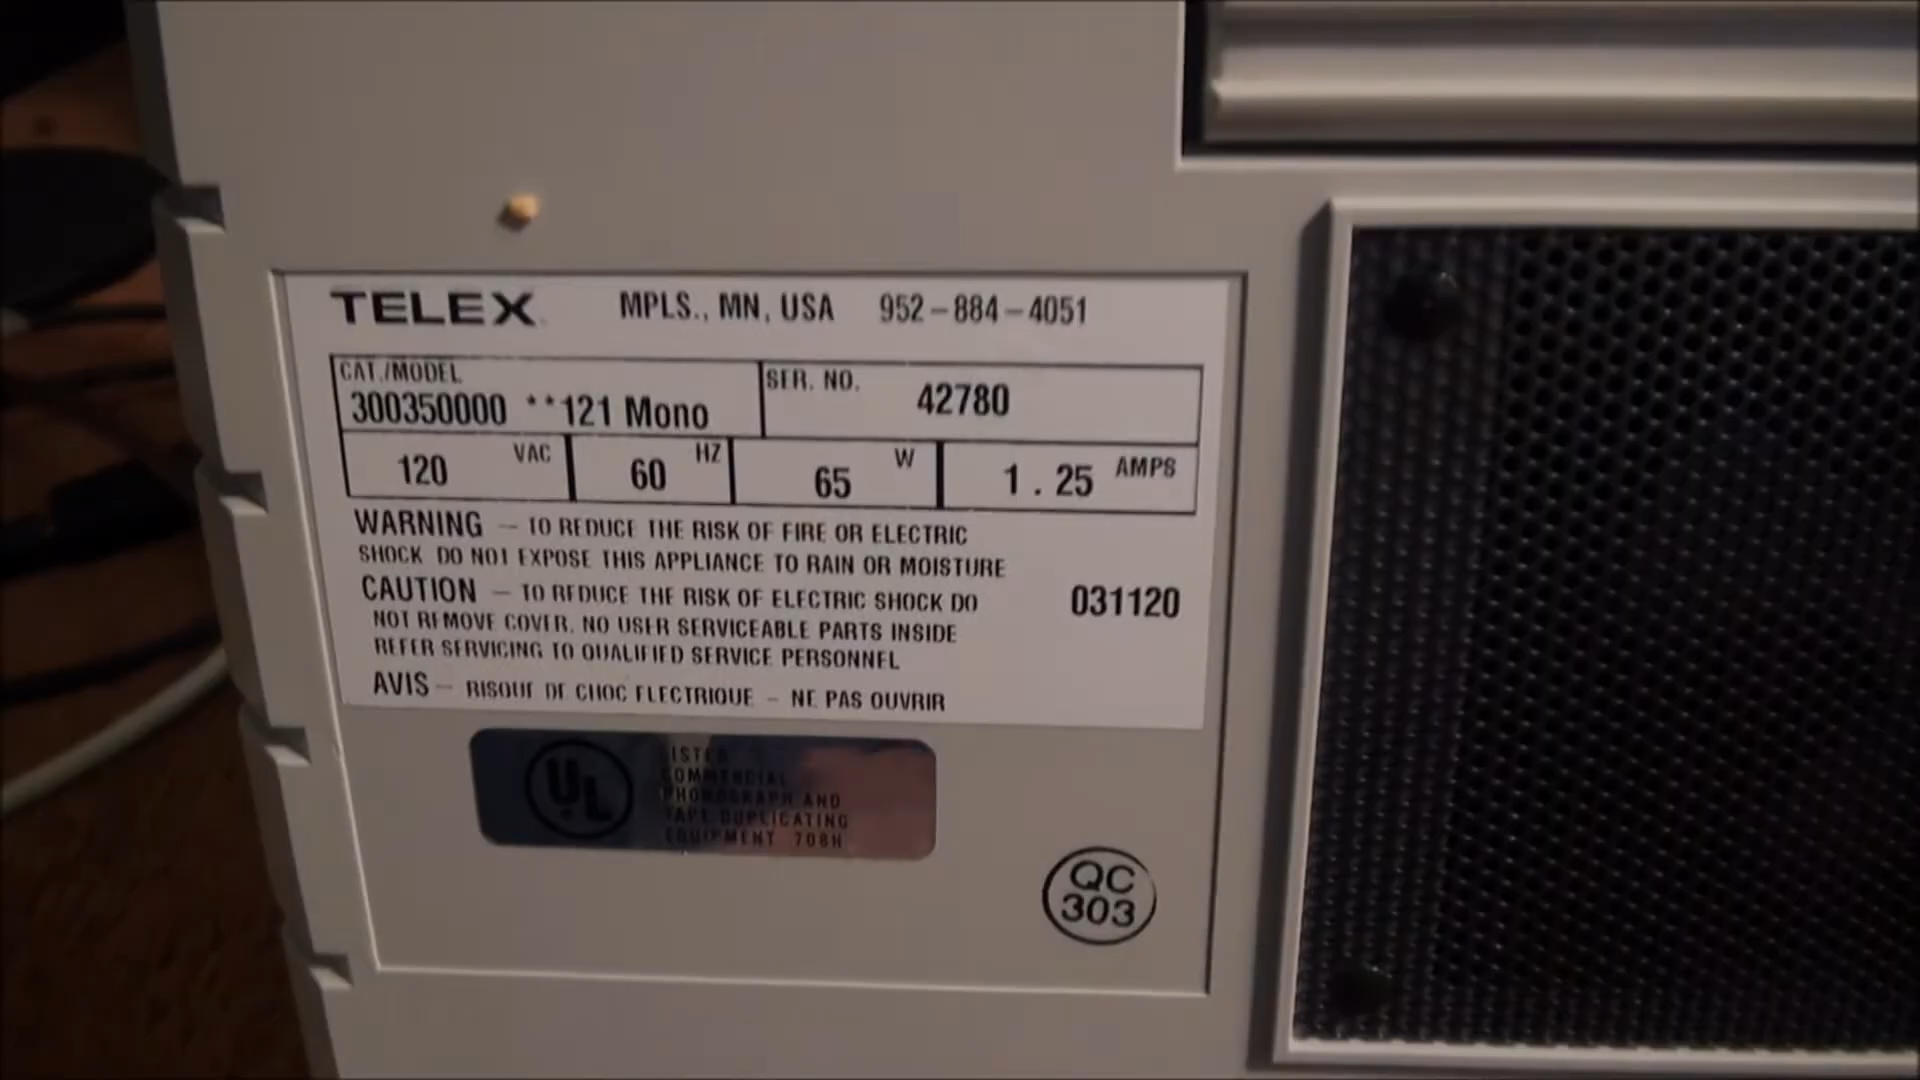 TELEX MPLS., MN, USA 952-884-4051
CAT./MODEL SER. NO.
300350000 **121 Mono 42780
120 VAC 60 HZ 65 W 1.25 AMPS
WARNING – TO REDUCE THE RISK OF FIRE OR ELECTRIC
SHOCK DO NOT EXPOSE THIS APPLIANCE TO RAIN OR MOISTURE
CAUTION – TO REDUCE THE RISK OF ELECTRIC SHOCK DO
NOT REMOVE COVER. NO USER SERVICEABLE PARTS INSIDE
REFER SERVICING TO QUALIFIED SERVICE PERSONNEL
031120
AVIS – RISQUE DE CHOC ELECTRIQUE – NE PAS OUVRIR
UL
LISTED
COMMERCIAL
PHONOGRAPH AND
TAPE DUPLICATING
EQUIPMENT 708H
QC
303